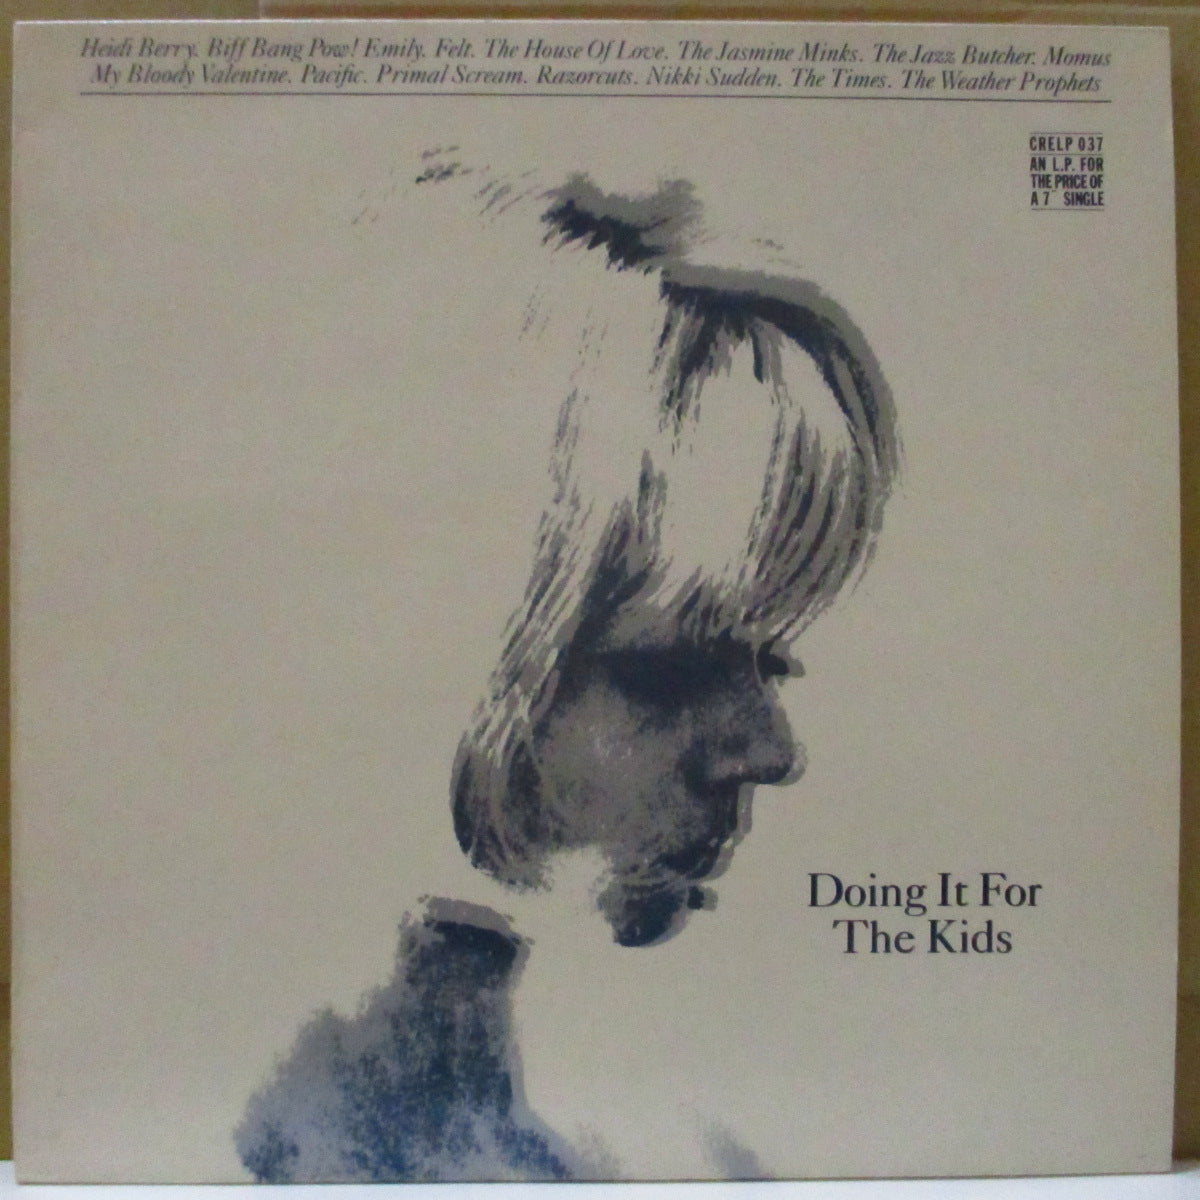 Heidi Berry. Biff Bang Pow! Emily. Felt. The House Of Love. The Jasmine Minks. The Jazz Butcher. Momus
My Bloody Valentine. Pacific. Primal Scream. Razorcuts. Nikki Sudden. The Times. The Weather Prophets
CRELP 037
AN L.P. FOR
THE PRICE OF
A 7" SINGLE
Doing It For
The Kids